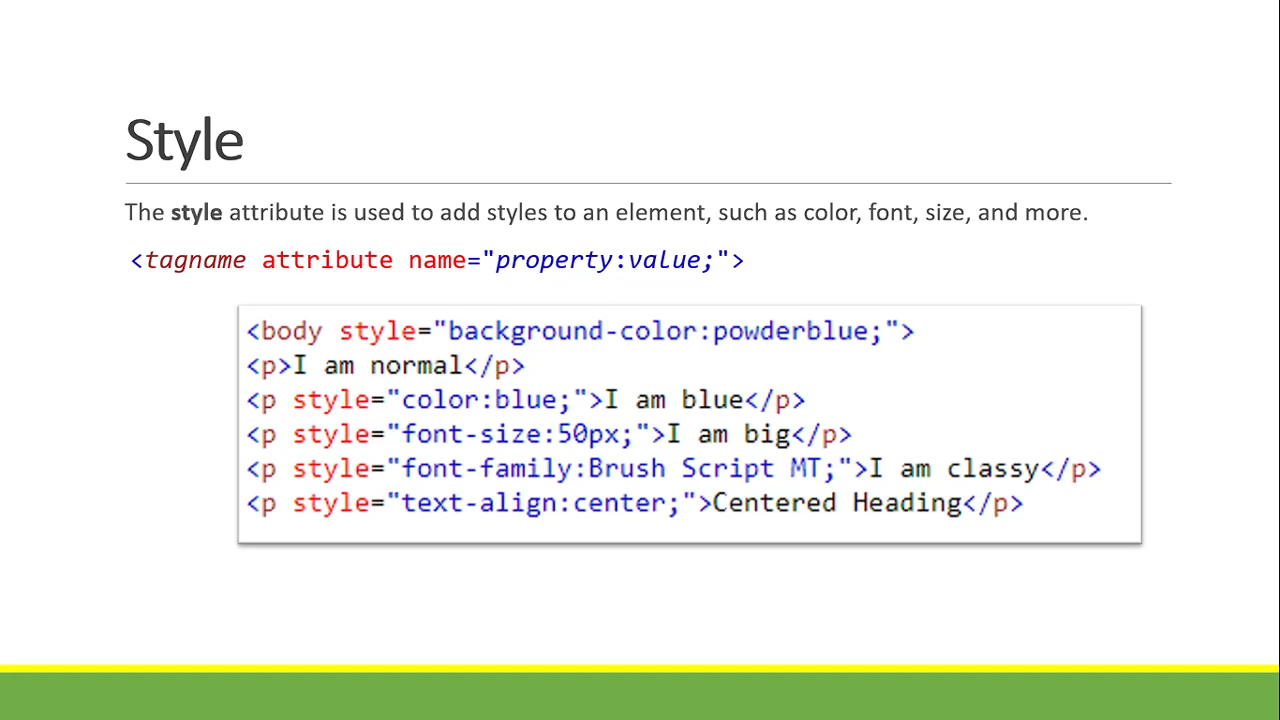 Style
The style attribute is used to add styles to an element, such as color, font, size, and more.
<tagname attribute name="property:value;">
<body style="background-color:powderblue;">
<p>I am normal</p>
<p style="color:blue;">I am blue</p>
<p style="font-size:50px;">I am big</p>
<p style="font-family:Brush Script MT;">I am classy</p>
<p style="text-align:center;">Centered Heading</p>